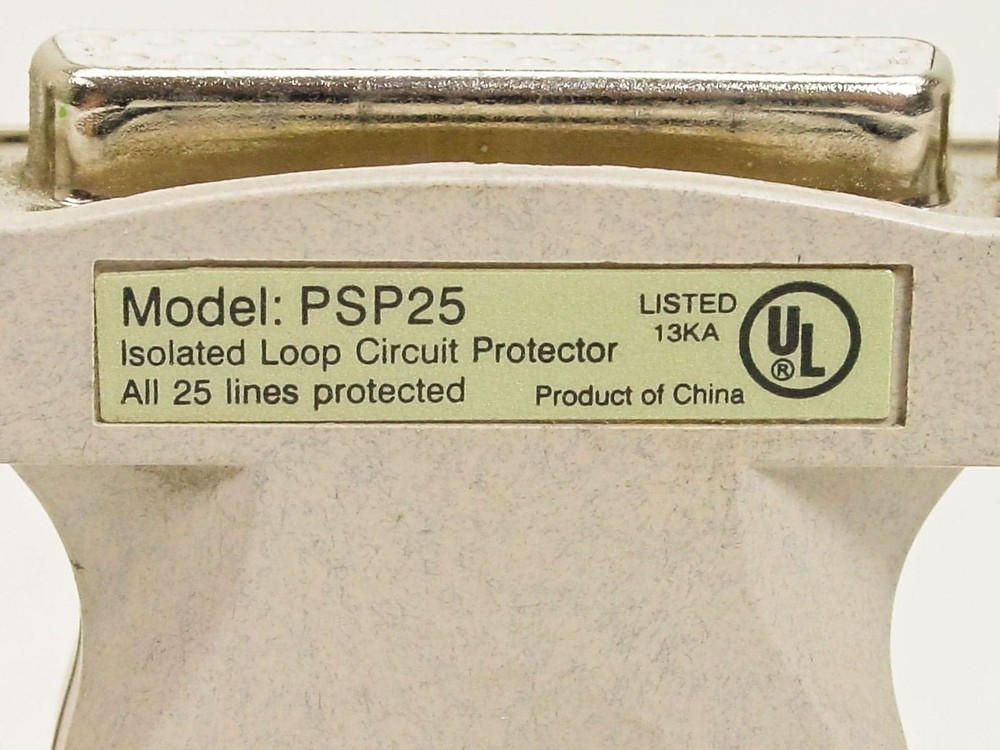 Model: PSP25
Isolated Loop Circuit Protector
All 25 lines protected
LISTED
13KA
Product of China
UL
®